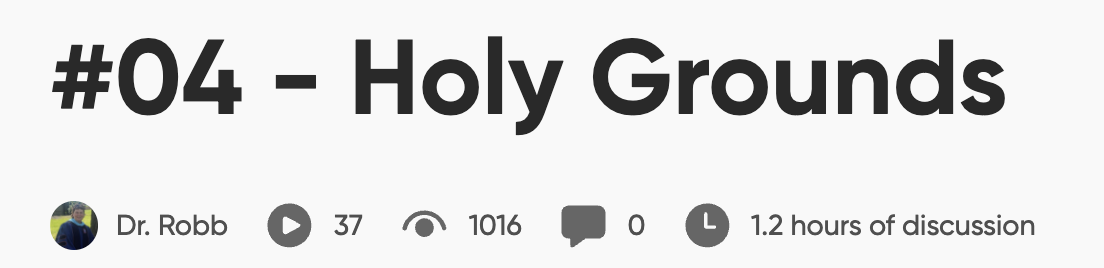 #04 - Holy Grounds
Dr. Robb 37 1016 0 1.2 hours of discussion